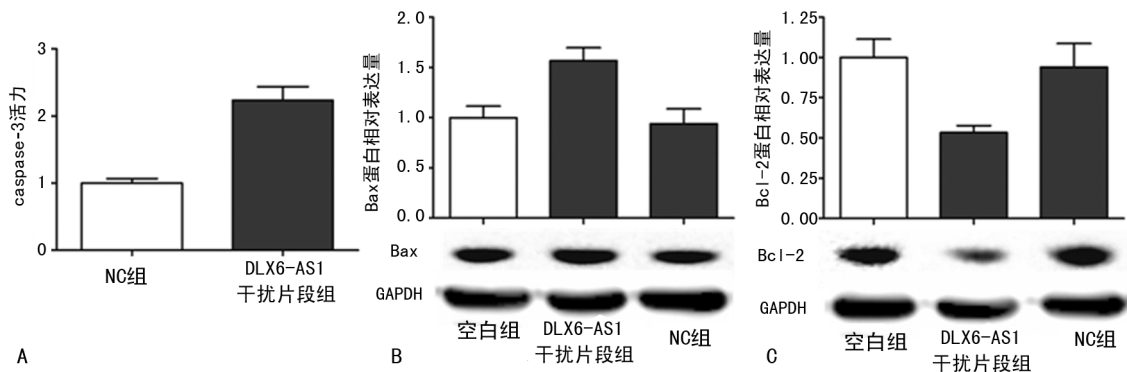 caspase-3活力
3
2
1
0
NC组
DLX6-AS1
干扰片段组
A
Bax蛋白相对表达量
2.0
1.5
1.0
0.5
0.0
Bax
GAPDH
空白组
DLX6-AS1
干扰片段组
NC组
B
Bcl-2蛋白相对表达量
1.25
1.00
0.75
0.50
0.25
0.00
Bcl-2
GAPDH
空白组
DLX6-AS1
干扰片段组
NC组
C